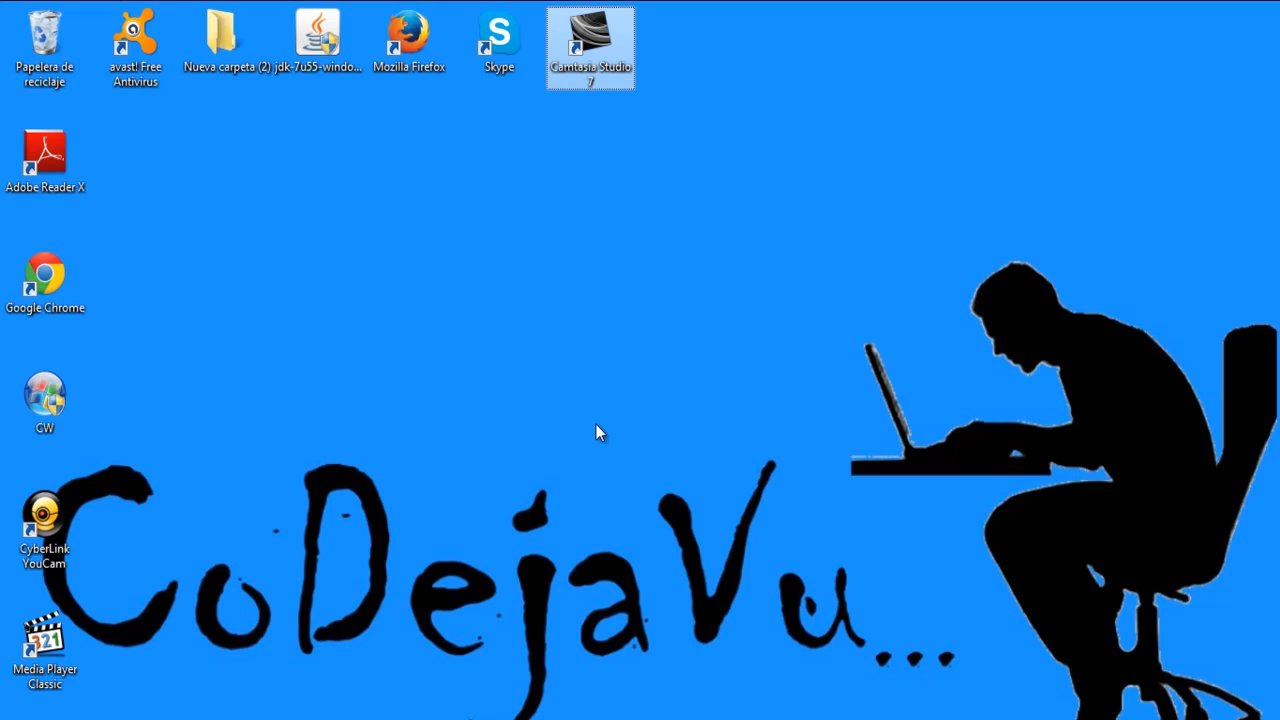 Papelera de
reciclaje
avast! Free
Antivirus
Nueva carpeta (2)
jdk-7u55-windo...
Mozilla Firefox
Skype
Camtasia Studio
7
Adobe Reader X
Google Chrome
CW
CyberLink
YouCam
Media Player
Classic
321
CoDejaVu...